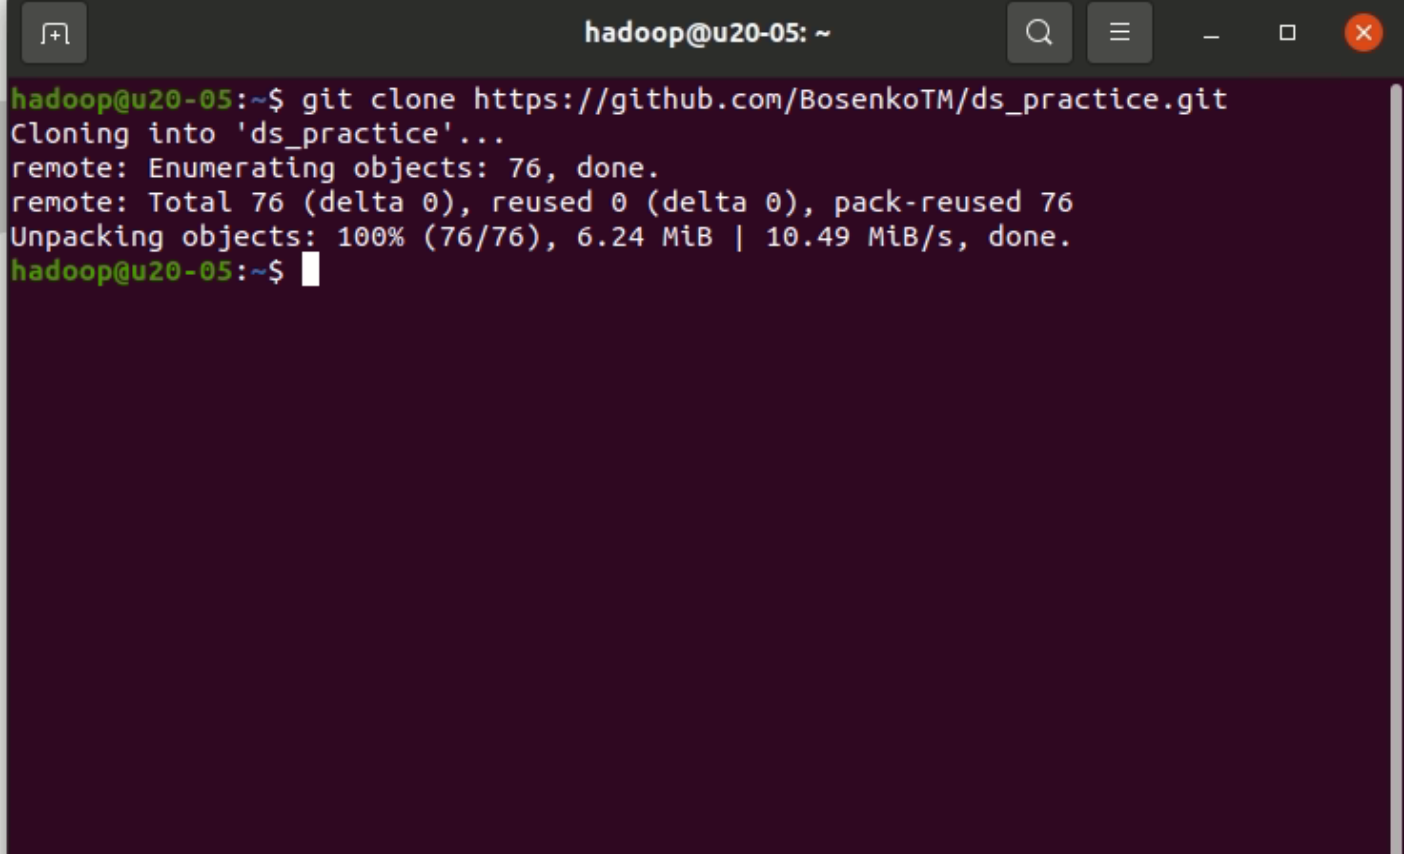 hadoop@u20-05: ~
hadoop@u20-05:~$ git clone https://github.com/BosenkoTM/ds_practice.git
Cloning into 'ds_practice'...
remote: Enumerating objects: 76, done.
remote: Total 76 (delta 0), reused 0 (delta 0), pack-reused 76
Unpacking objects: 100% (76/76), 6.24 MiB | 10.49 MiB/s, done.
hadoop@u20-05:~$